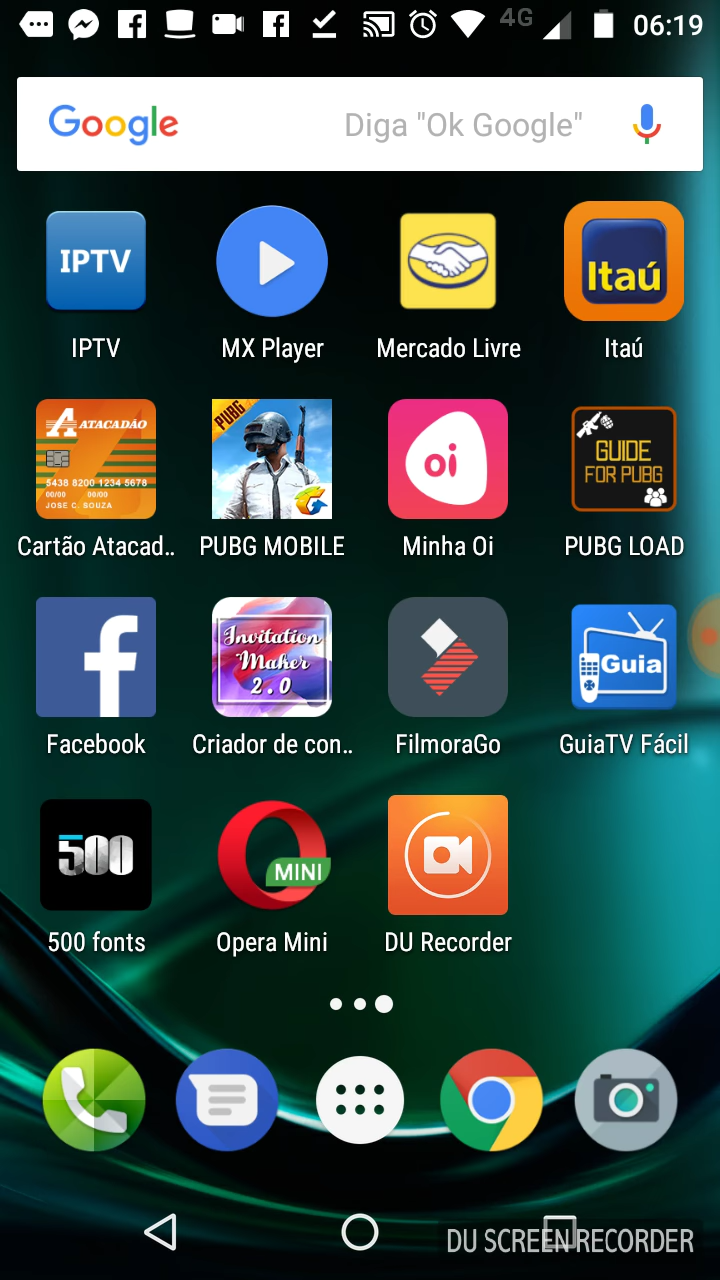 4G 06:19
Google Diga "Ok Google"
IPTV
Itaú
IPTV MX Player Mercado Livre Itaú
A ATACADÃO
5438 8200 1234 5678
00/00 00/00
JOSE C. SOUZA
PUBG
oi
GUIDE
FOR PUBG
Cartão Atacad.. PUBG MOBILE Minha Oi PUBG LOAD
f
Invitation
Maker
2.0
Guia
Facebook Criador de con.. FilmoraGo GuiaTV Fácil
500
MINI
500 fonts Opera Mini DU Recorder
DU SCREEN RECORDER